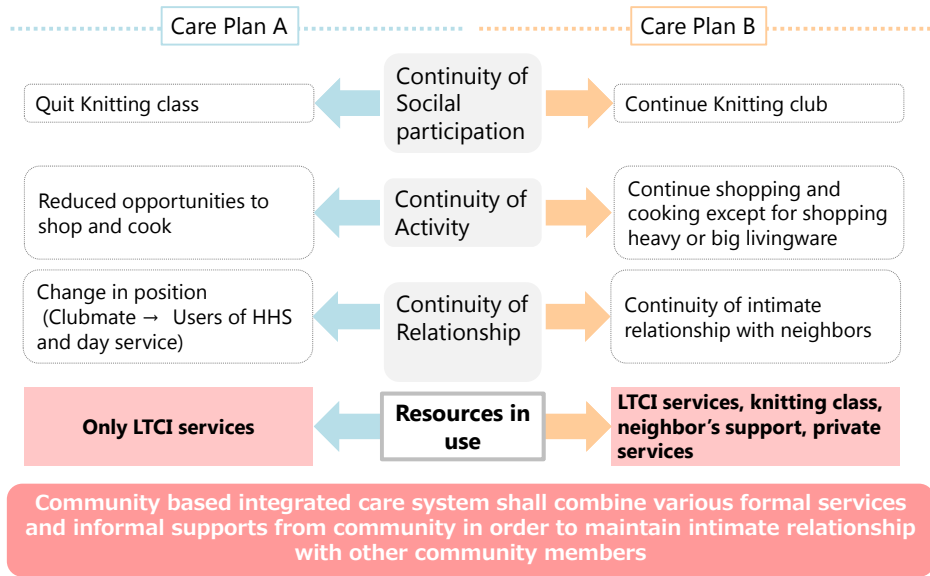 Care Plan A
Care Plan B
Quit Knitting class
Continuity of
Socilal
participation
Continue Knitting club
Reduced opportunities to
shop and cook
Continuity of
Activity
Continue shopping and
cooking except for shopping
heavy or big livingware
Change in position
(Clubmate → Users of HHS
and day service)
Continuity of
Relationship
Continuity of intimate
relationship with neighbors
Only LTCI services
Resources in
use
LTCI services, knitting class,
neighbor's support, private
services
Community based integrated care system shall combine various formal services
and informal supports from community in order to maintain intimate relationship
with other community members